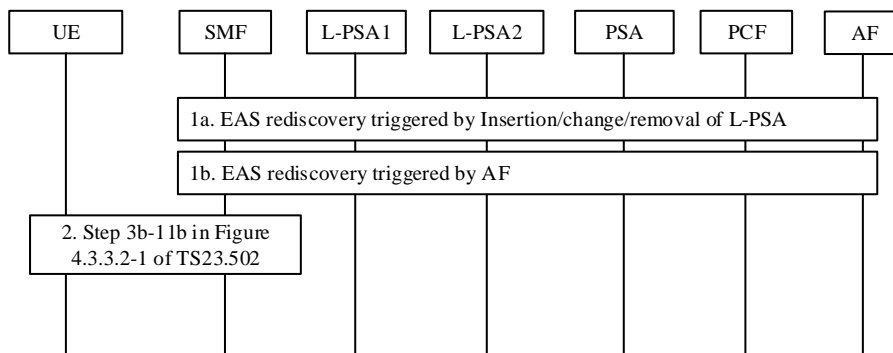 UE
SMF
L-PSA1
L-PSA2
PSA
PCF
AF
1a. EAS rediscovery triggered by Insertion/change/removal of L-PSA
1b. EAS rediscovery triggered by AF
2. Step 3b-11b in Figure
4.3.3.2-1 of TS23.502